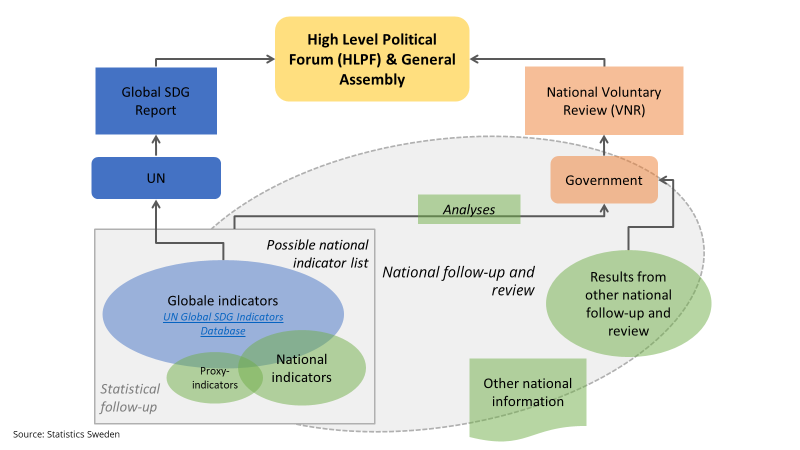 High Level Political
Forum (HLPF) & General
Assembly
Global SDG
Report
National Voluntary
Review (VNR)
UN
Government
Analyses
Possible national
indicator list
National follow-up and
review
Results from
other national
follow-up and
review
Globale indicators
UN Global SDG Indicators
Database
Proxy-
indicators
National
indicators
Statistical
follow-up
Other national
information
Source: Statistics Sweden